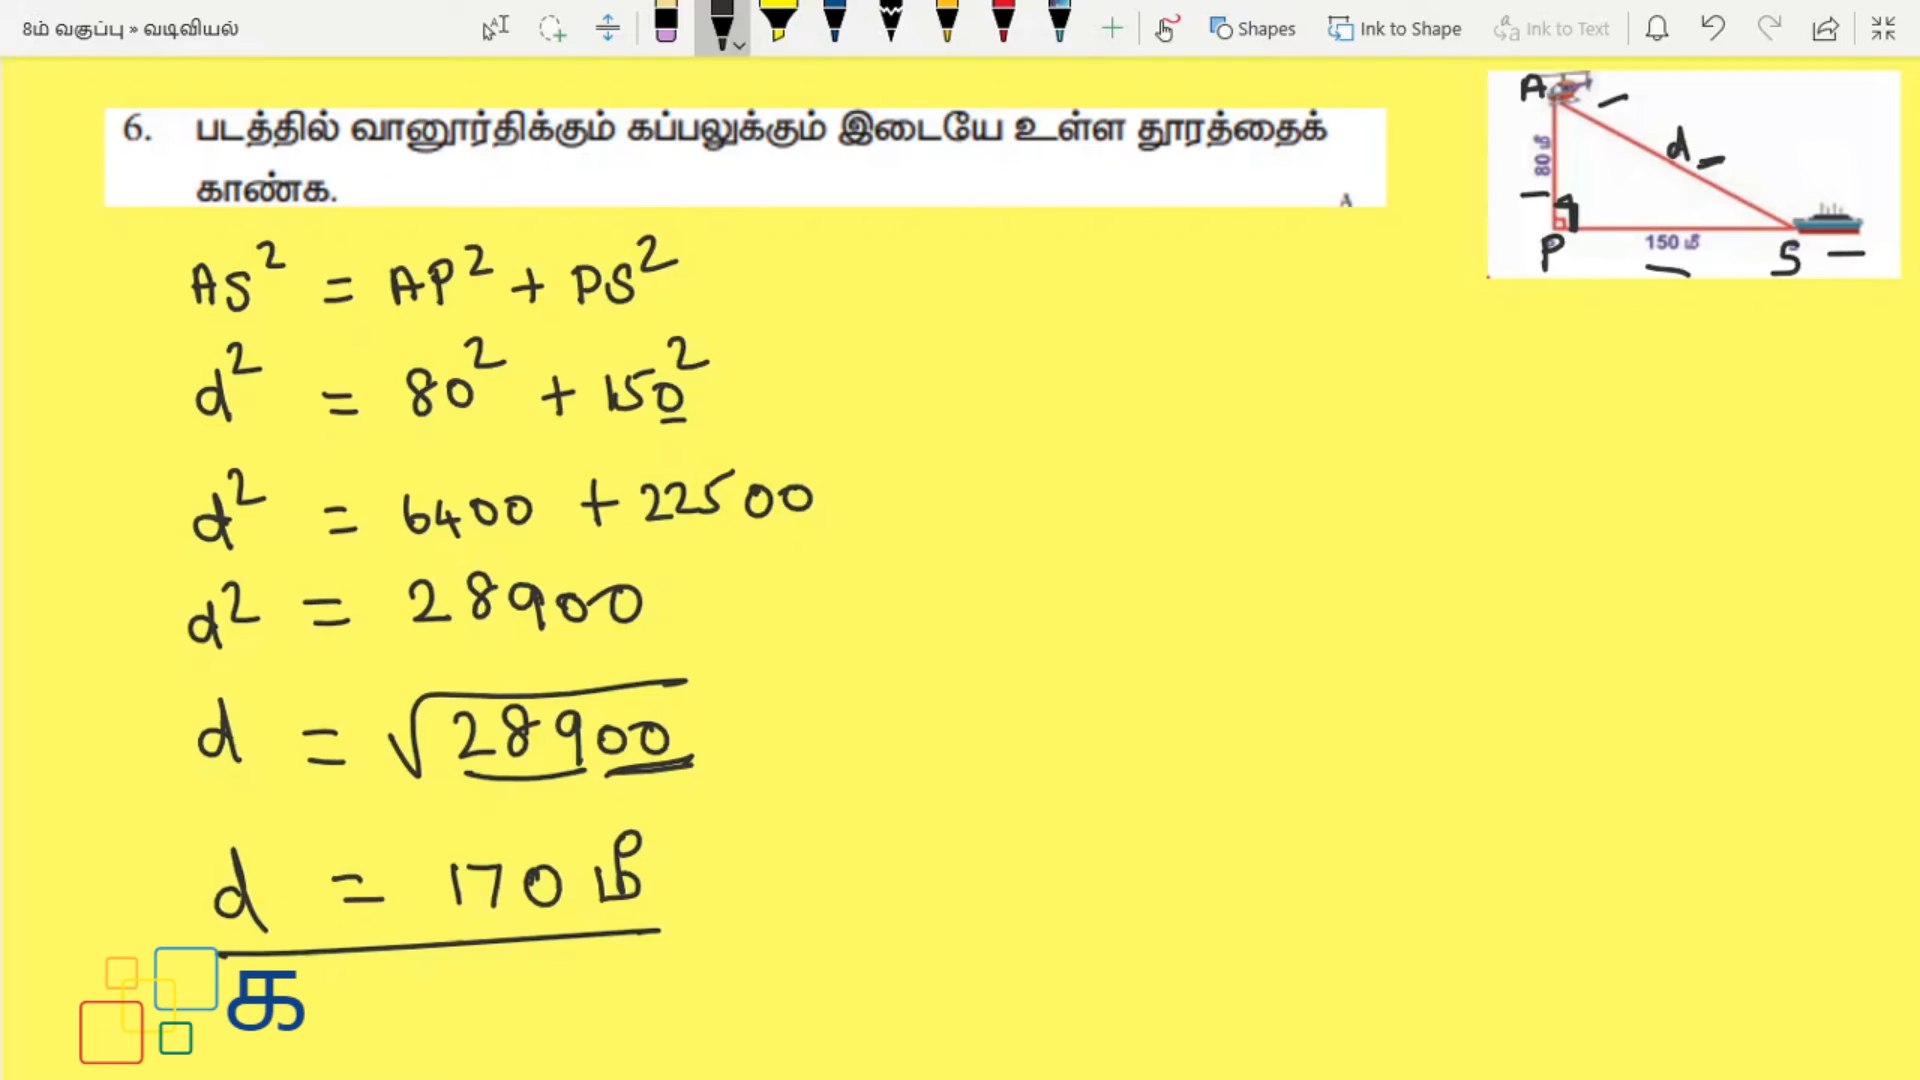 8ம் வகுப்பு » வடிவியல்
Shapes
Ink to Shape
Ink to Text
6. படத்தில் வானூர்திக்கும் கப்பலுக்கும் இடையே உள்ள தூரத்தைக்
காண்க.
A
A
80 மீ
d
P
150 மீ
S
AS² = AP² + PS²
d² = 80² + 150²
d² = 6400 + 22500
d² = 28900
d = √28900
d = 170 மீ
க